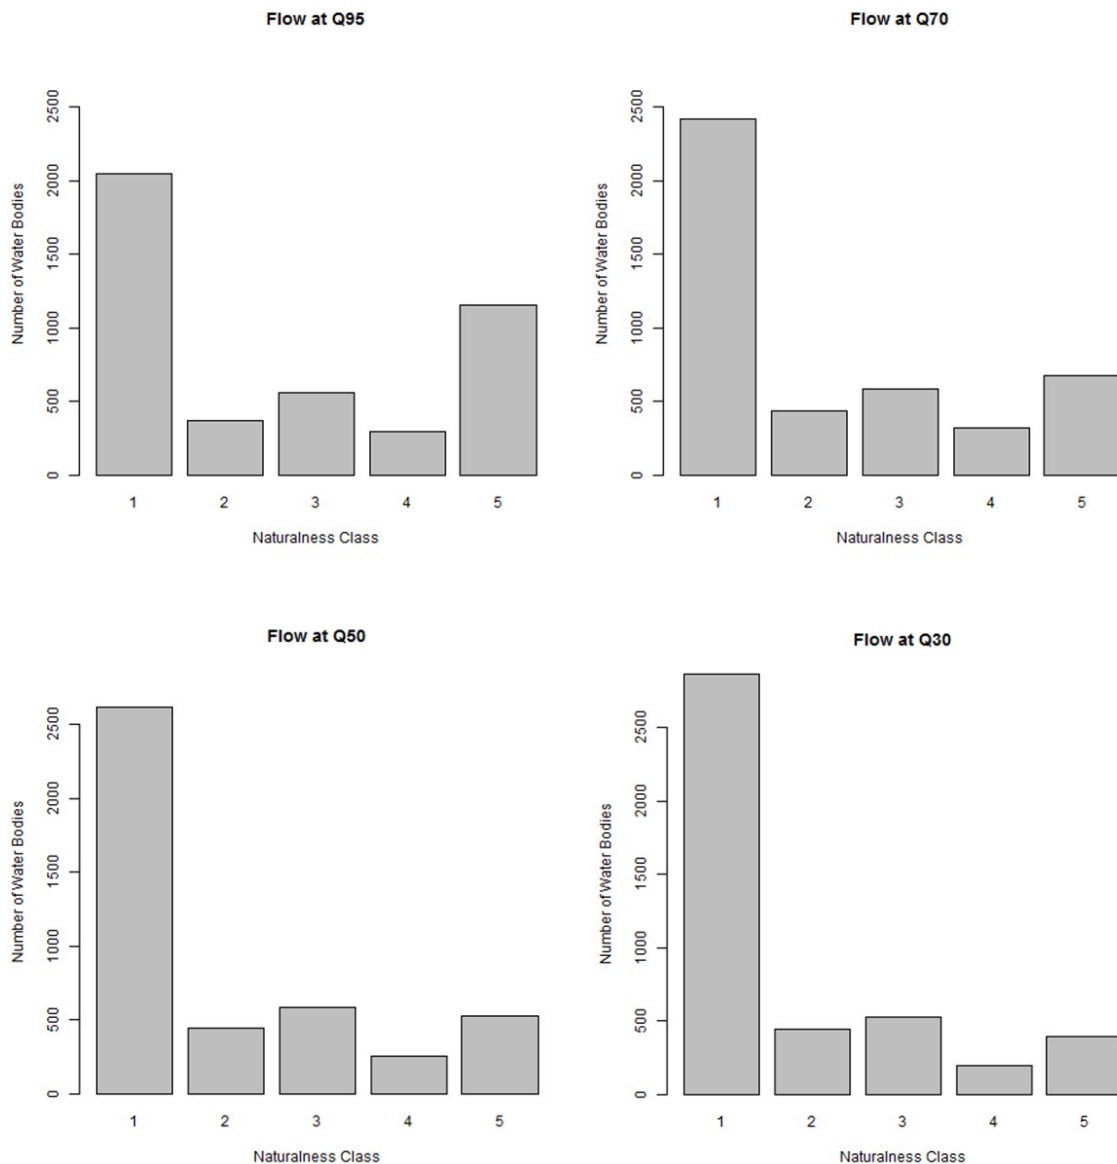 Flow at Q95
Number of Water Bodies
2500
2000
1500
1000
500
0
1 2 3 4 5
Naturalness Class
Flow at Q70
Number of Water Bodies
2500
2000
1500
1000
500
0
1 2 3 4 5
Naturalness Class
Flow at Q50
Number of Water Bodies
2500
2000
1500
1000
500
0
1 2 3 4 5
Naturalness Class
Flow at Q30
Number of Water Bodies
2500
2000
1500
1000
500
0
1 2 3 4 5
Naturalness Class